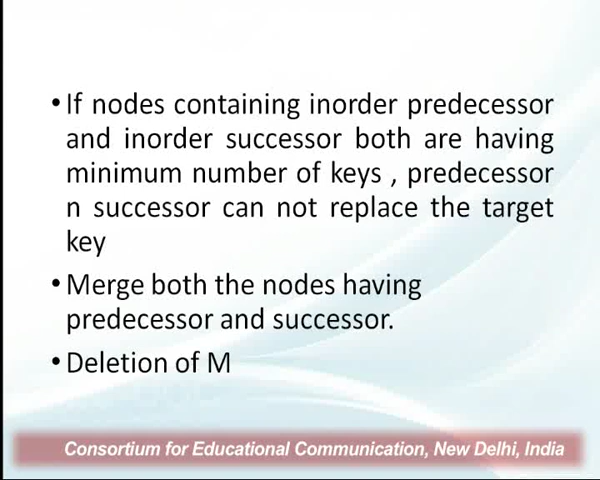 • If nodes containing inorder predecessor
and inorder successor both are having
minimum number of keys , predecessor
n successor can not replace the target
key
• Merge both the nodes having
predecessor and successor.
• Deletion of M
Consortium for Educational Communication, New Delhi, India